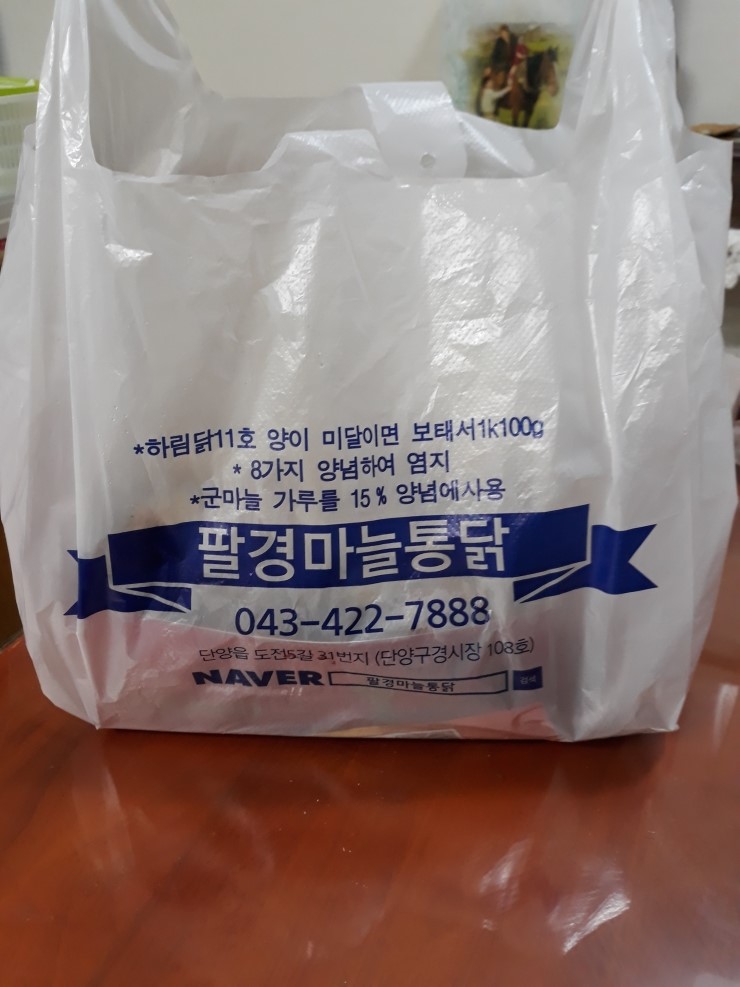 *하림닭11호 양이 미달이면 보태서1k100g
* 8가지 양념하여 염지
*군마늘 가루를 15% 양념에사용
팔경마늘통닭
043-422-7888
단양읍 도전5길 31번지 (단양구경시장 108호)
NAVER 팔경마늘통닭 검색